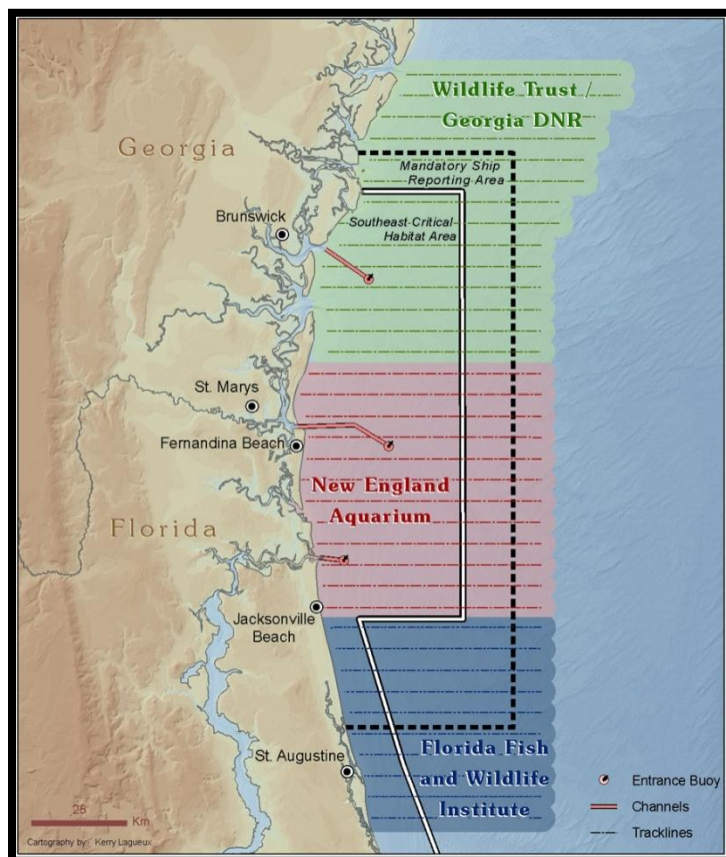 Wildlife Trust /
Georgia DNR
Georgia
Mandatory Ship
Reporting Area
Brunswick
Southeast Critical
Habitat Area
St. Marys
Fernandina Beach
New England
Aquarium
Florida
Jacksonville
Beach
St. Augustine
Florida Fish
and Wildlife
Institute
Entrance Buoy
Channels
Tracklines
25
Km
Cartography by: Kerry Lagueux